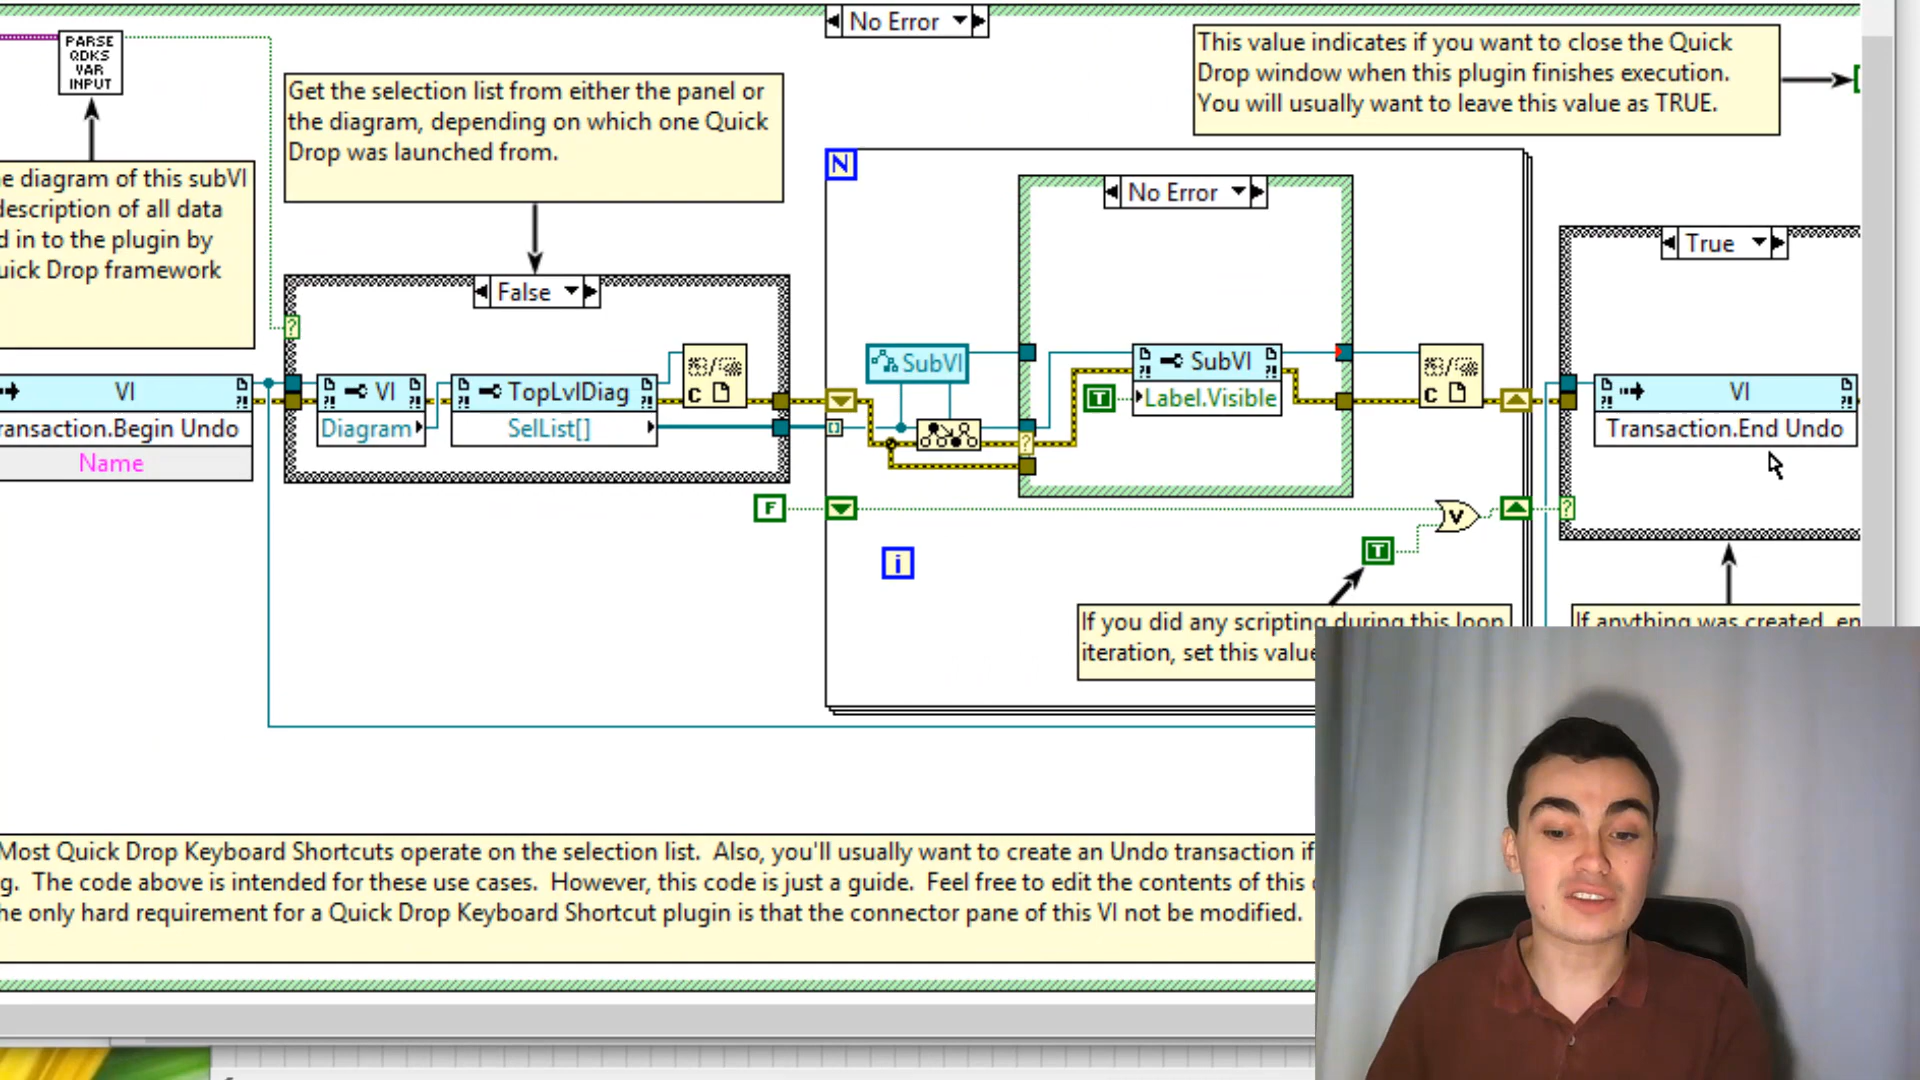 No Error
PARSE
QDKS
VAR
INPUT
This value indicates if you want to close the Quick
Drop window when this plugin finishes execution.
You will usually want to leave this value as TRUE.
Get the selection list from either the panel or
the diagram, depending on which one Quick
Drop was launched from.
e diagram of this subVI
description of all data
d in to the plugin by
uick Drop framework
N
No Error
True
False
?
VI
ransaction.Begin Undo
Name
VI
Diagram
TopLvlDiag
SelList[]
C
SubVI
?
T
SubVI
Label.Visible
C
VI
Transaction.End Undo
F
V
?
T
i
If you did any scripting during this loop
iteration, set this value
If anything was created, en
Most Quick Drop Keyboard Shortcuts operate on the selection list. Also, you'll usually want to create an Undo transaction if
g. The code above is intended for these use cases. However, this code is just a guide. Feel free to edit the contents of this
he only hard requirement for a Quick Drop Keyboard Shortcut plugin is that the connector pane of this VI not be modified.